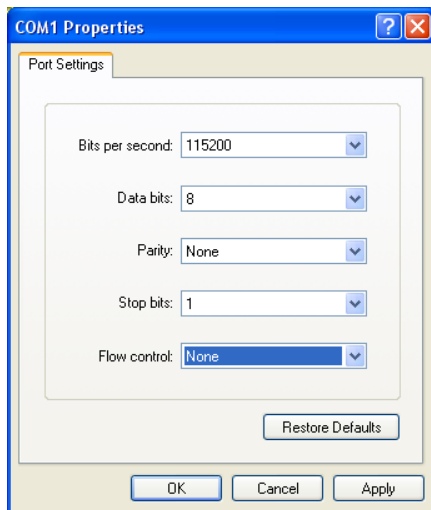 COM1 Properties
Port Settings
Bits per second: 115200
Data bits: 8
Parity: None
Stop bits: 1
Flow control: None
Restore Defaults
OK Cancel Apply